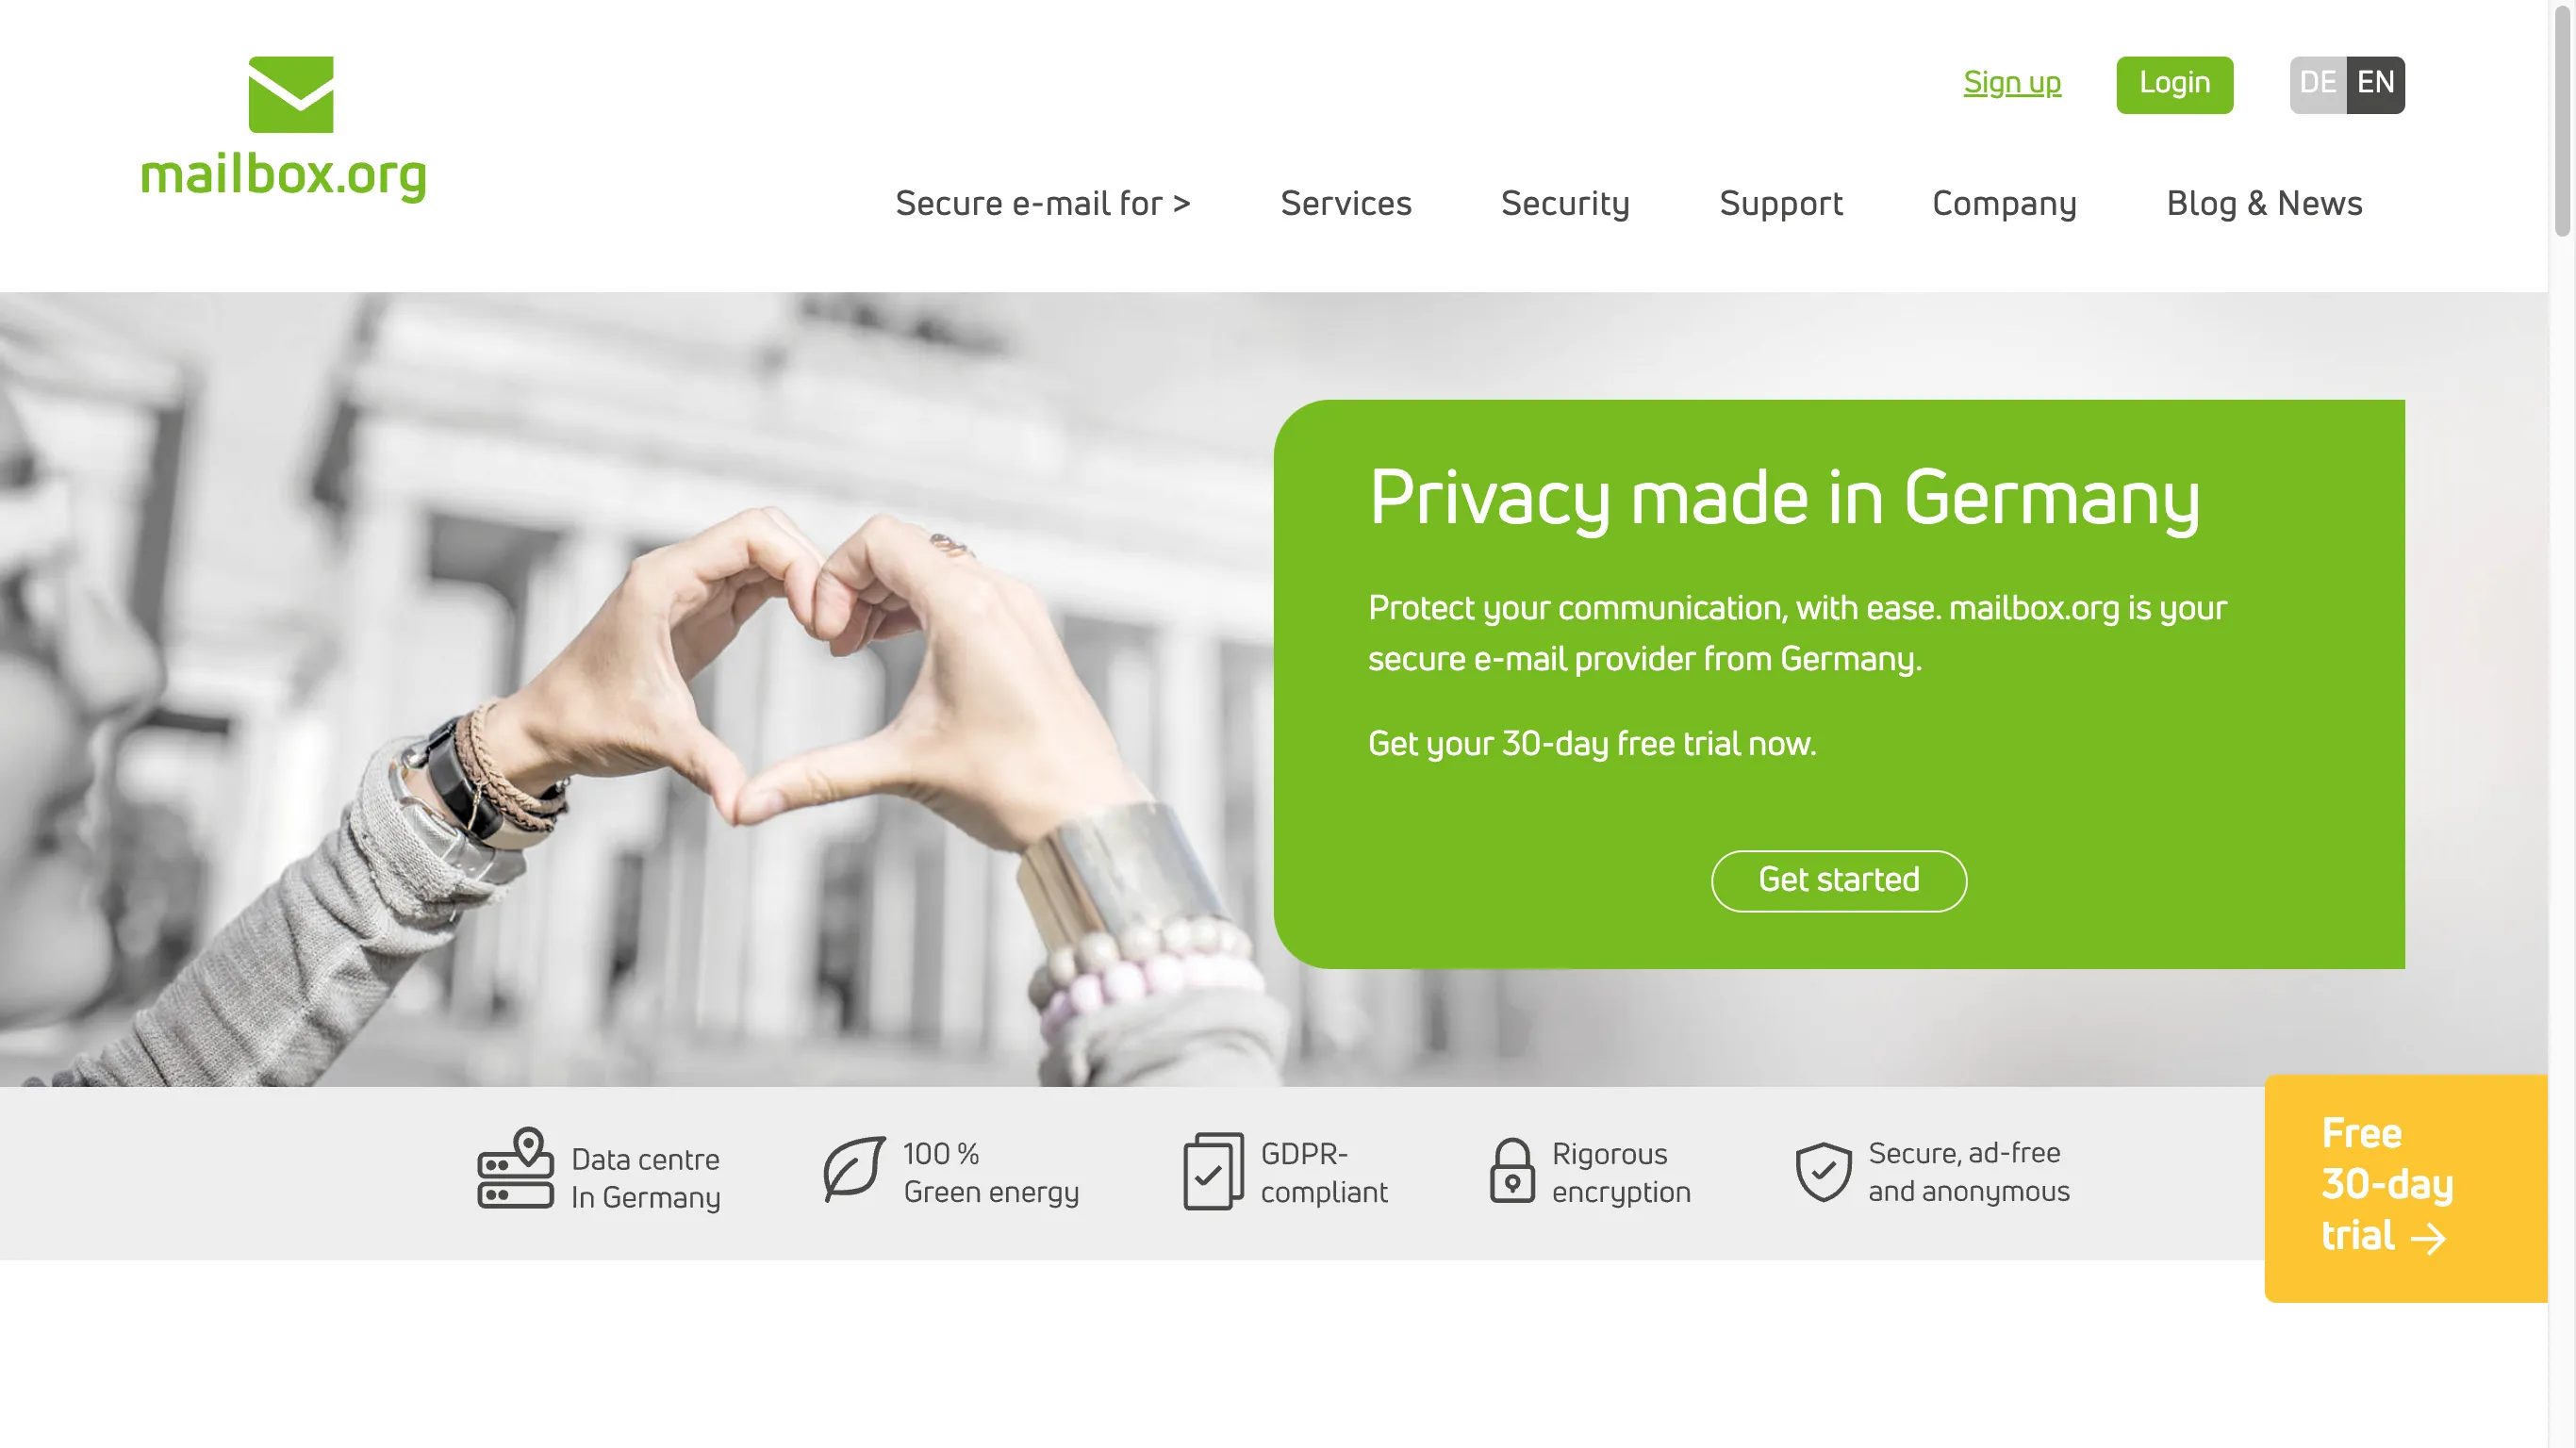 mailbox.org
Sign up
Login
DE EN
Secure e-mail for >
Services
Security
Support
Company
Blog & News
Privacy made in Germany
Protect your communication, with ease. mailbox.org is your
secure e-mail provider from Germany.
Get your 30-day free trial now.
Get started
Data centre
In Germany
100 %
Green energy
GDPR-
compliant
Rigorous
encryption
Secure, ad-free
and anonymous
Free
30-day
trial →